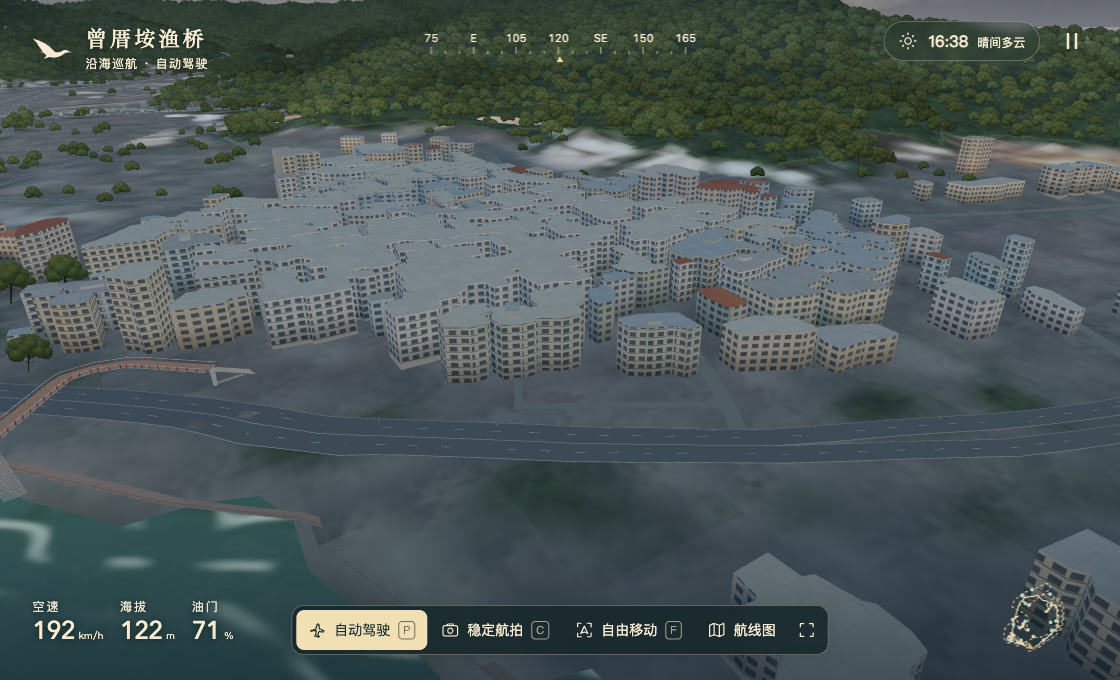 曾厝垵渔桥
沿海巡航 · 自动驾驶
75 E 105 120 SE 150 165
16:38 晴间多云
空速 海拔 油门
192 km/h 122 m 71 %
自动驾驶 P 稳定航拍 C 自由移动 F 航线图